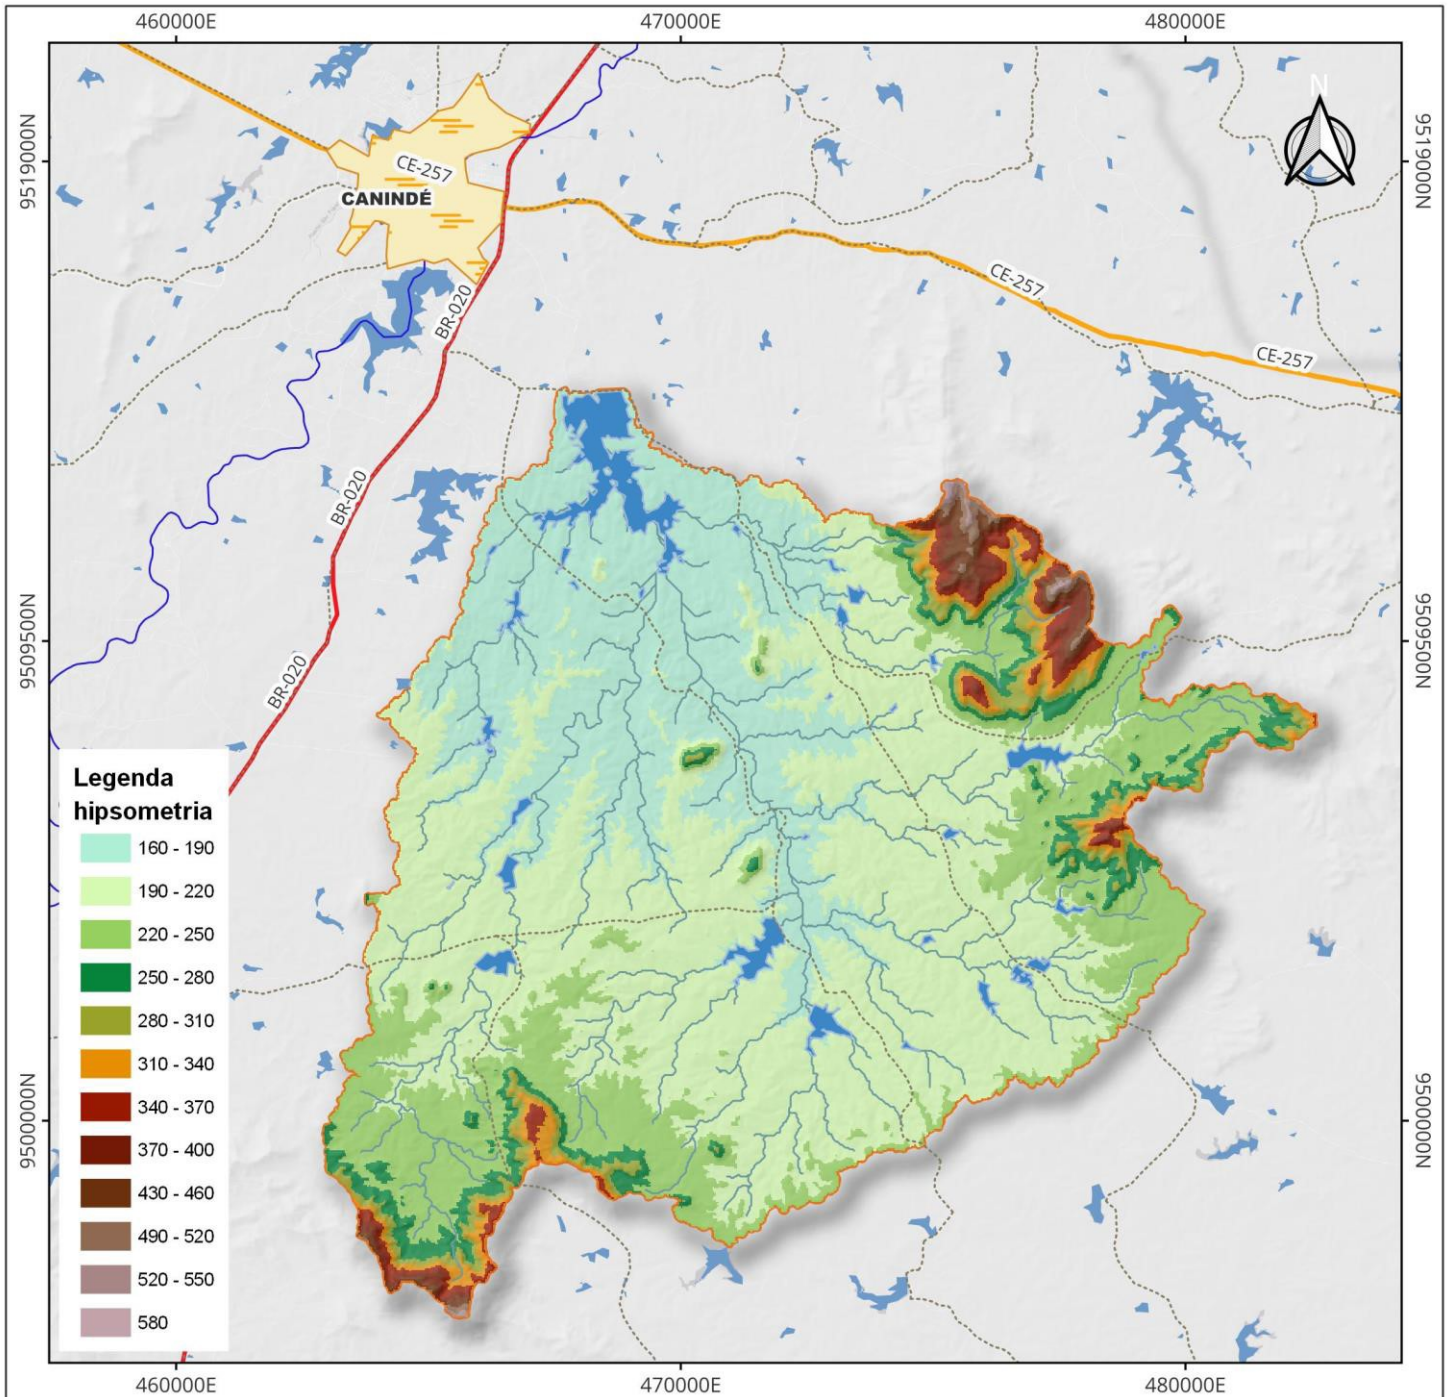 460000E 470000E 480000E
N
9519000N 9519000N
CE-257
CANINDÉ
CE-257
BR-020
CE-257
BR-020
9509500N 9509500N
BR-020
Legenda
hipsometria
160 - 190
190 - 220
220 - 250
250 - 280
280 - 310
310 - 340
340 - 370
370 - 400
430 - 460
490 - 520
520 - 550
580
9500000N 9500000N
460000E 470000E 480000E